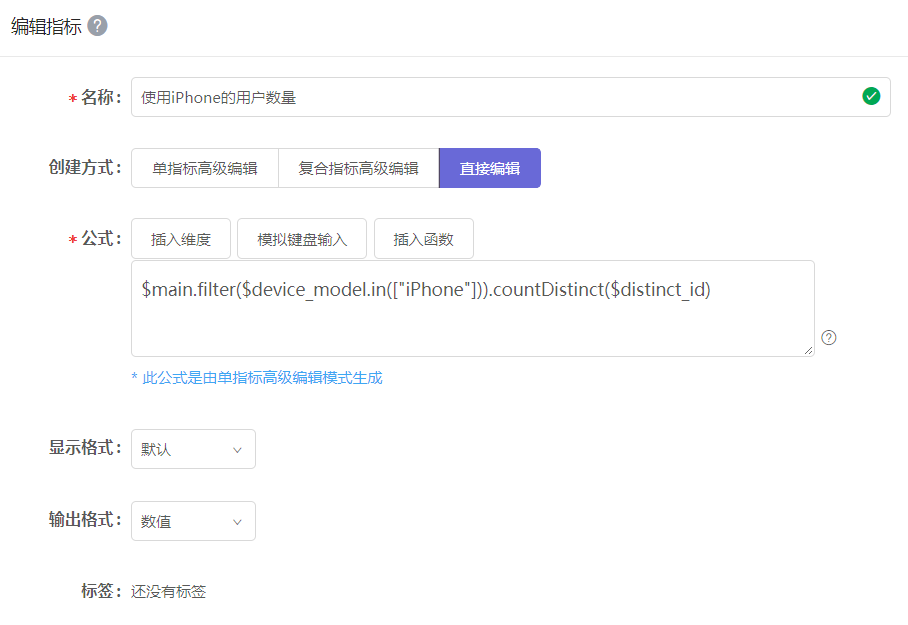 编辑指标 ?
* 名称： 使用iPhone的用户数量
创建方式： 单指标高级编辑 复合指标高级编辑 直接编辑
* 公式： 插入维度 模拟键盘输入 插入函数
$main.filter($device_model.in(["iPhone"])).countDistinct($distinct_id)
?
* 此公式是由单指标高级编辑模式生成
显示格式： 默认
输出格式： 数值
标签： 还没有标签